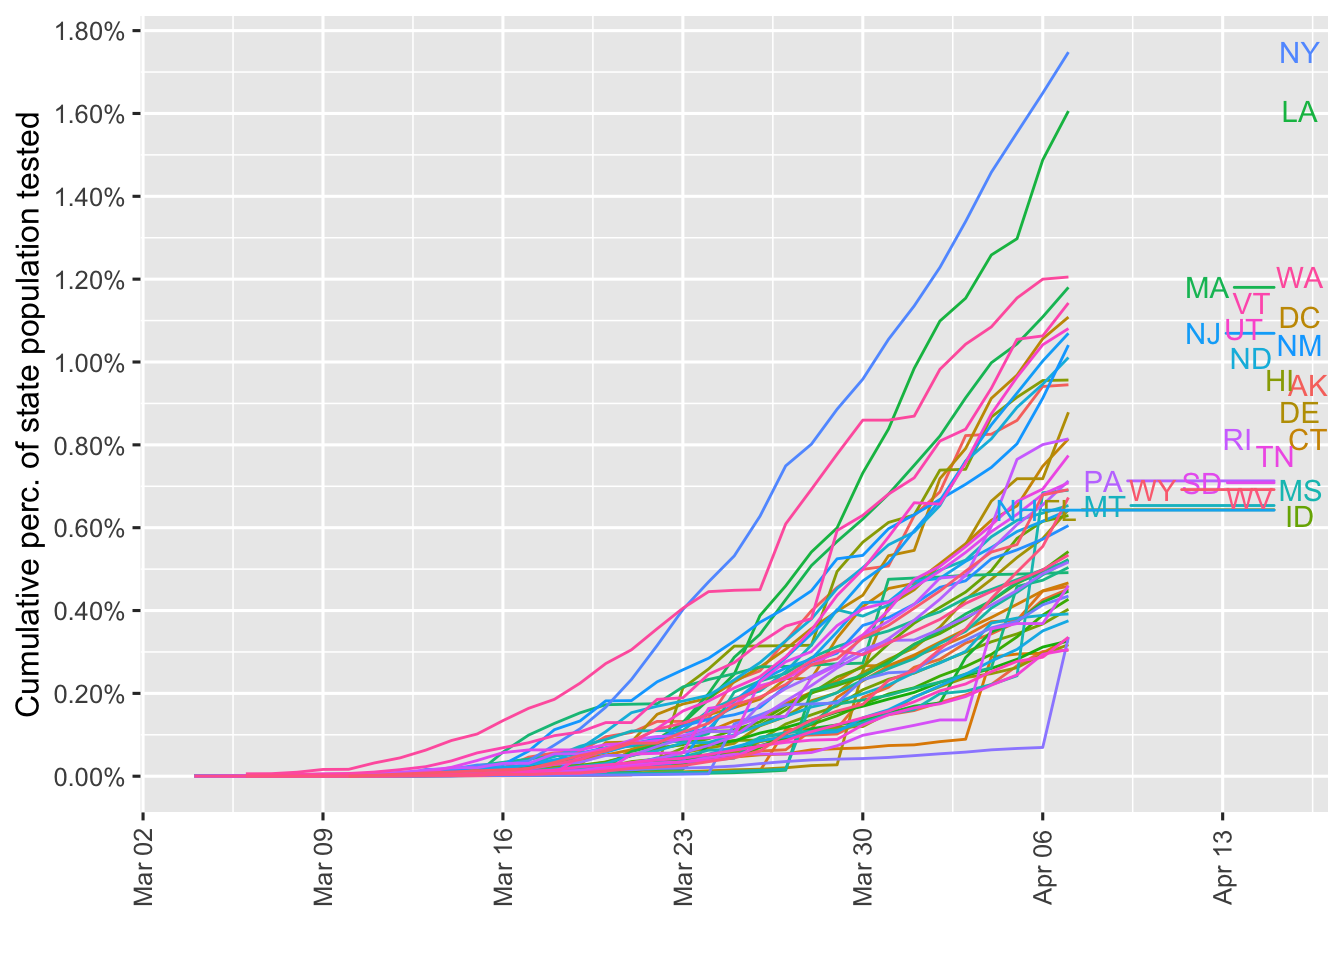 1.80%
1.60%
1.40%
1.20%
1.00%
0.80%
0.60%
0.40%
0.20%
0.00%
Cumulative perc. of state population tested
Mar 02
Mar 09
Mar 16
Mar 23
Mar 30
Apr 06
Apr 13
NY
LA
WA
MA
VT
DC
UT
NJ
NM
ND
HI
AK
DE
RI
CT
TN
PA
SD
WY
MS
WV
MT
ID